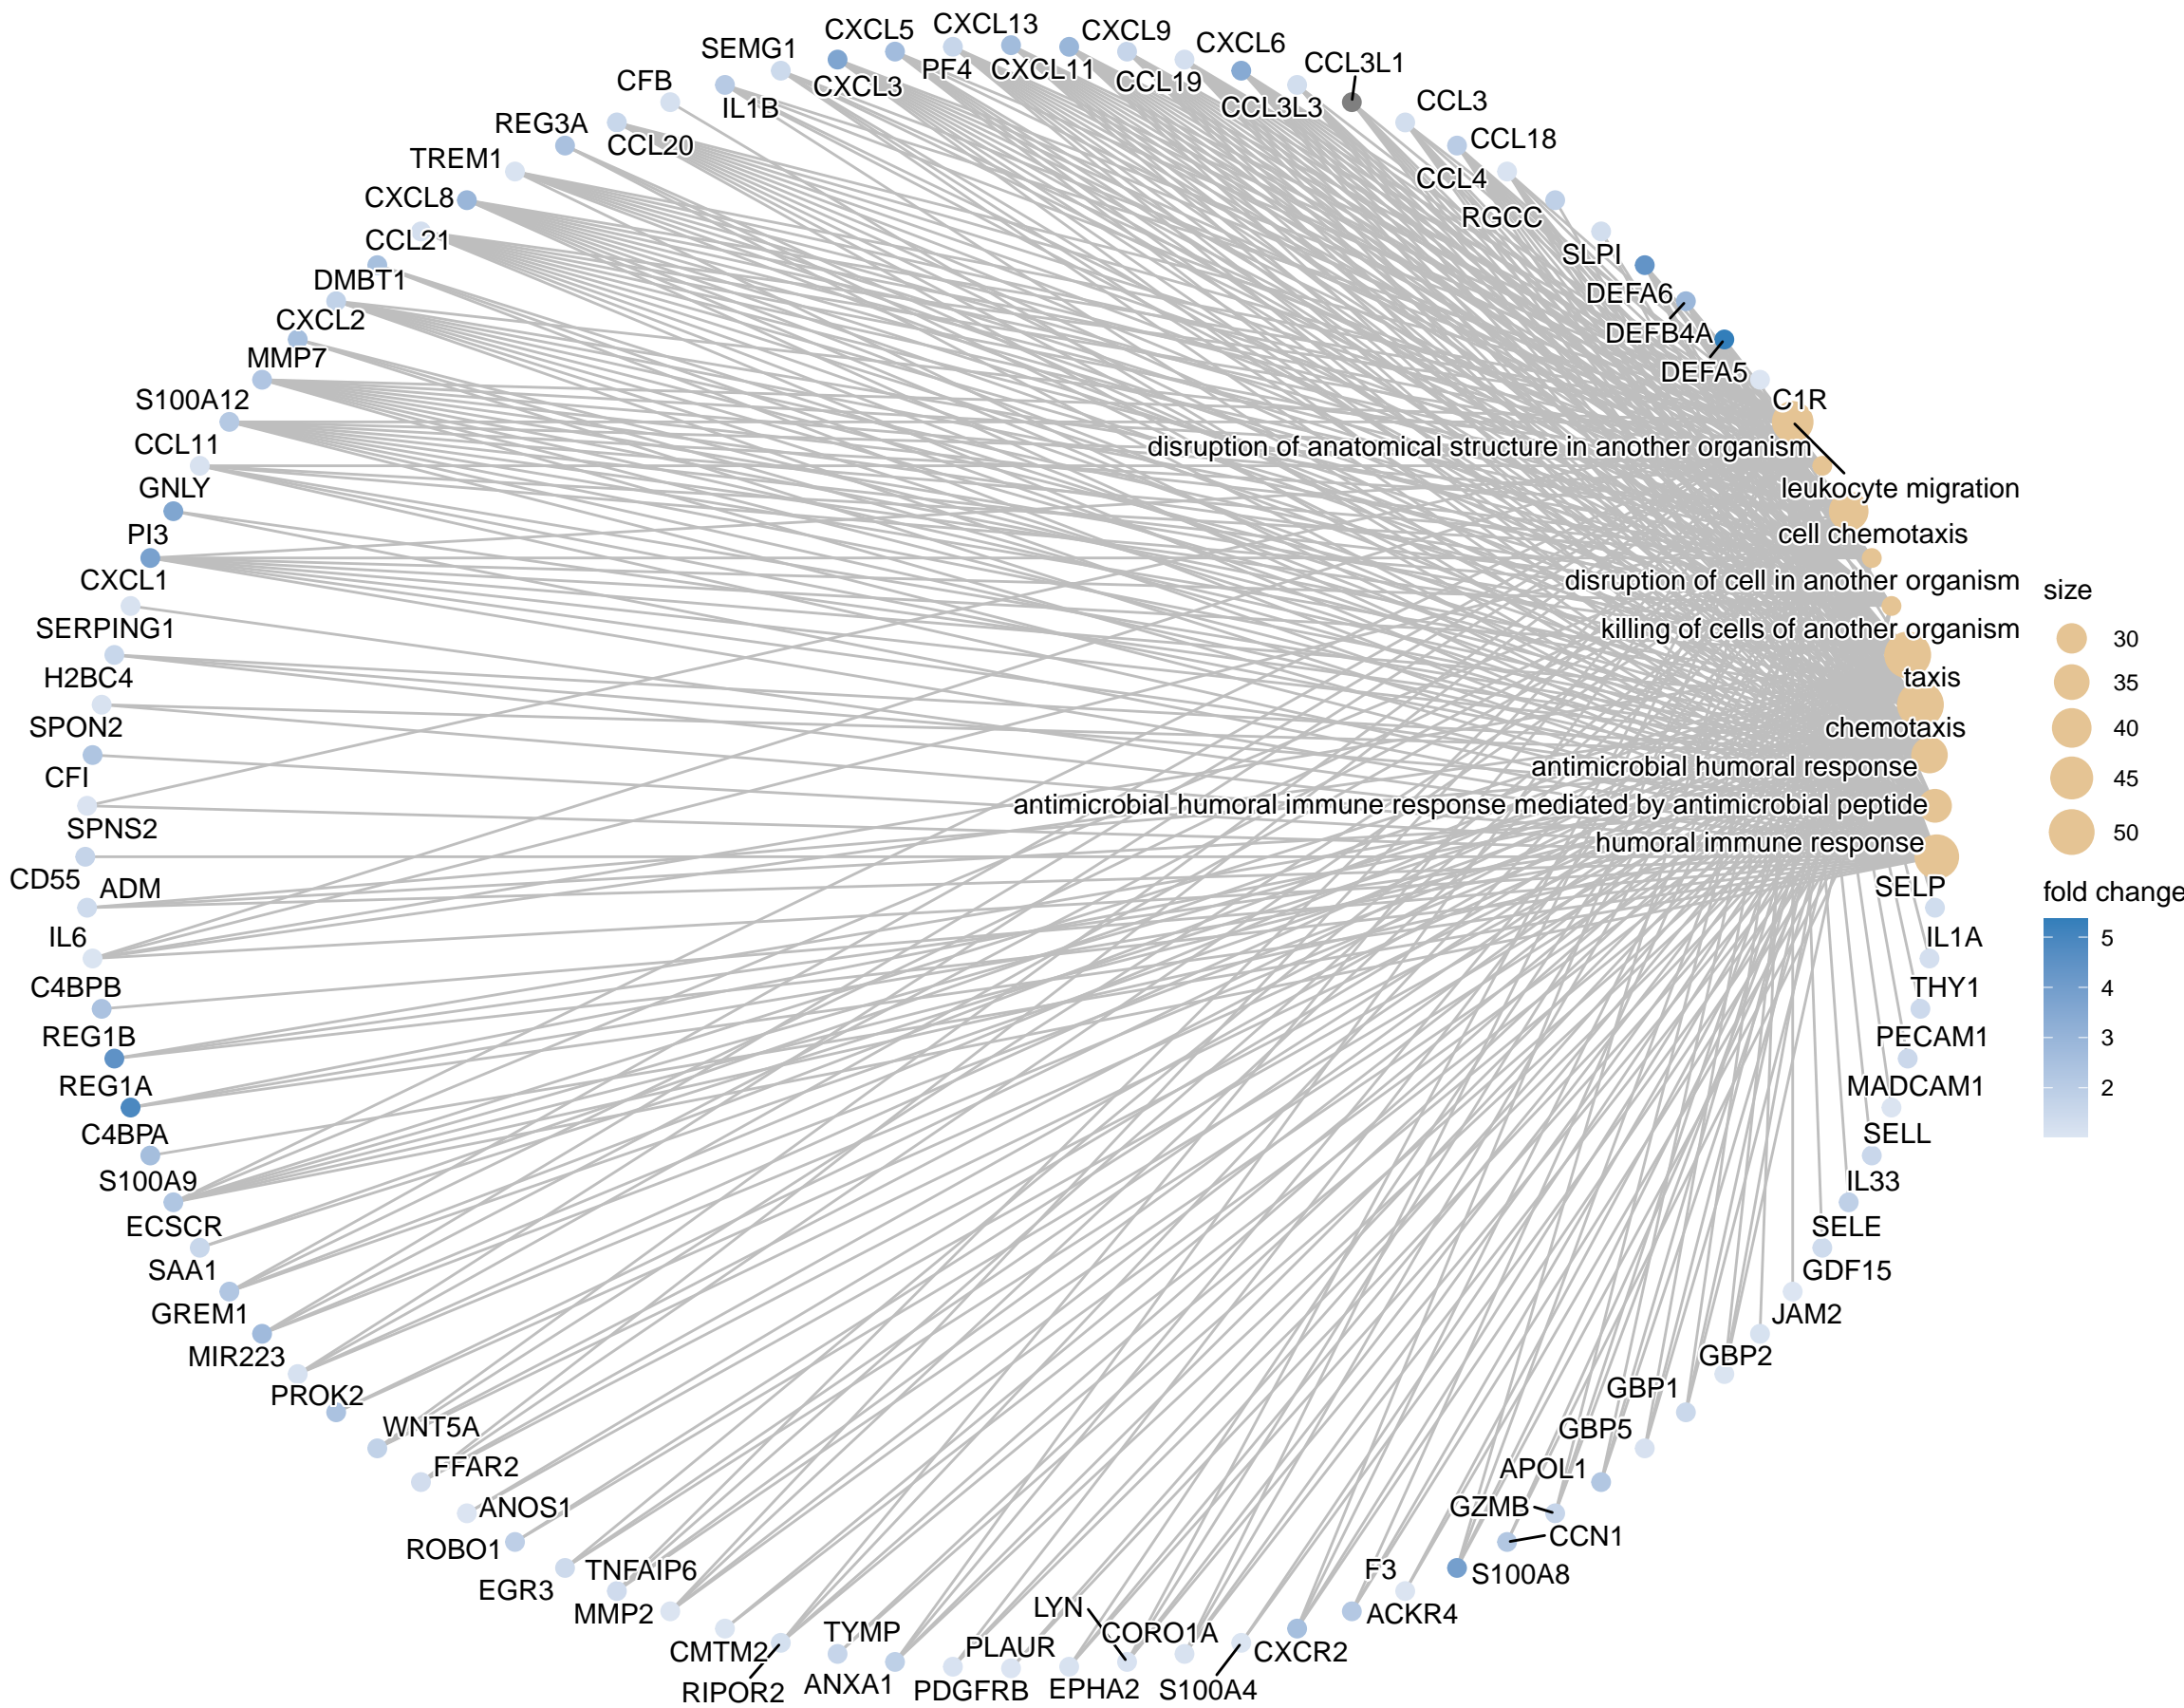 CXCL5
CXCL13
CXCL9
CXCL6
SEMG1
CCL3L1
CFB
CXCL3
PF4
CXCL11
CCL19
CCL3L3
CCL3
IL1B
REG3A
CCL20
CCL18
TREM1
CCL4
CXCL8
RGCC
CCL21
SLPI
DMBT1
DEFA6
CXCL2
DEFB4A
MMP7
DEFA5
S100A12
C1R
CCL11
disruption of anatomical structure in another organism
GNLY
leukocyte migration
PI3
cell chemotaxis
CXCL1
disruption of cell in another organism
SERPING1
killing of cells of another organism
H2BC4
taxis
SPON2
chemotaxis
CFI
antimicrobial humoral response
SPNS2
antimicrobial humoral immune response mediated by antimicrobial peptide
humoral immune response
CD55
ADM
SELP
IL6
IL1A
C4BPB
THY1
REG1B
PECAM1
REG1A
MADCAM1
C4BPA
SELL
S100A9
IL33
ECSCR
SELE
SAA1
GDF15
GREM1
JAM2
MIR223
GBP2
PROK2
GBP1
WNT5A
GBP5
FFAR2
APOL1
ANOS1
GZMB
CCN1
ROBO1
TNFAIP6
F3
S100A8
EGR3
MMP2
LYN
ACKR4
TYMP
CORO1A
CMTM2
PLAUR
CXCR2
RIPOR2
ANXA1
PDGFRB
EPHA2
S100A4
size
30
35
40
45
50
fold change
5
4
3
2